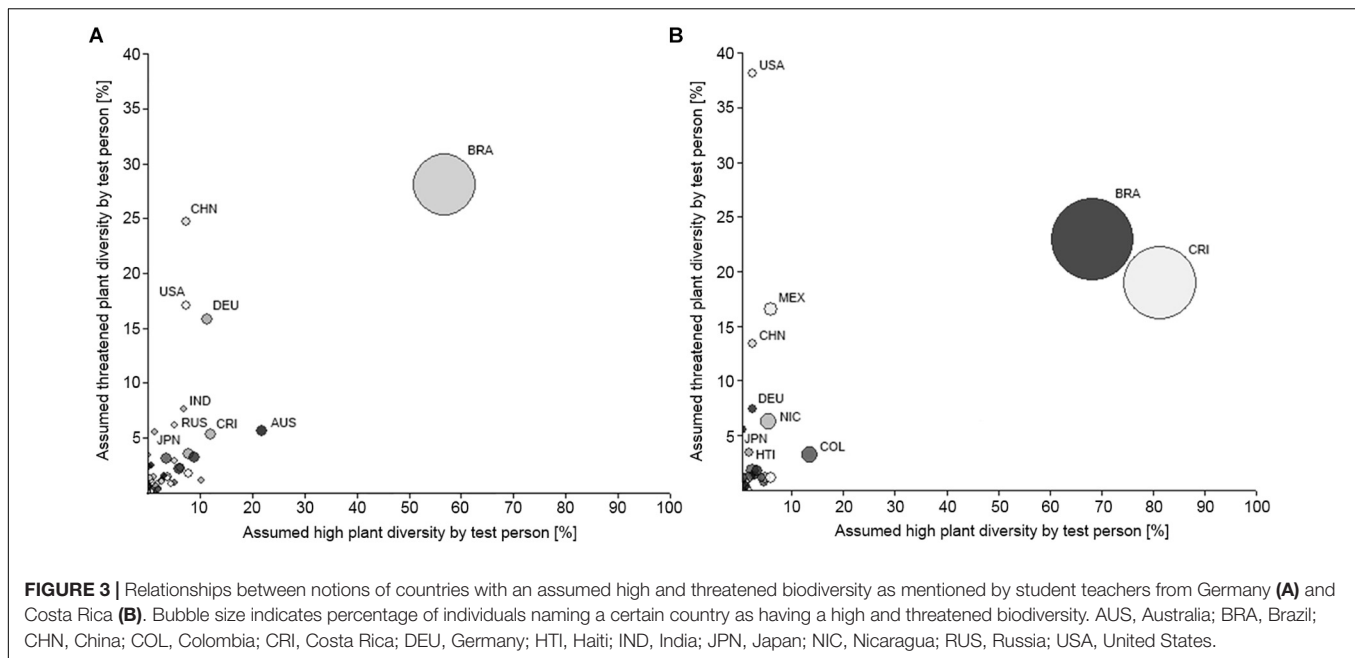 A
40
35
30
25
20
15
10
5
Assumed threatened plant diversity by test person [%]
BRA
CHN
USA
DEU
IND
RUS
CRI
AUS
JPN
10 20 30 40 50 60 70 80 90 100
Assumed high plant diversity by test person [%]
B
40
35
30
25
20
15
10
5
Assumed threatened plant diversity by test person [%]
USA
BRA
CRI
MEX
CHN
DEU
NIC
COL
JPN
HTI
10 20 30 40 50 60 70 80 90 100
Assumed high plant diversity by test person [%]
FIGURE 3 | Relationships between notions of countries with an assumed high and threatened biodiversity as mentioned by student teachers from Germany (A) and
Costa Rica (B). Bubble size indicates percentage of individuals naming a certain country as having a high and threatened biodiversity. AUS, Australia; BRA, Brazil;
CHN, China; COL, Colombia; CRI, Costa Rica; DEU, Germany; HTI, Haiti; IND, India; JPN, Japan; NIC, Nicaragua; RUS, Russia; USA, United States.